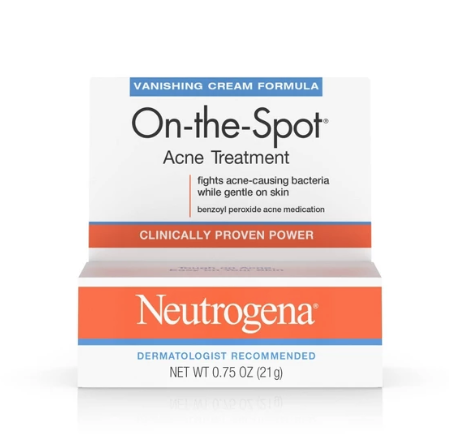 VANISHING CREAM FORMULA
On-the-Spot®
Acne Treatment
fights acne-causing bacteria
while gentle on skin
benzoyl peroxide acne medication
CLINICALLY PROVEN POWER
Neutrogena®
DERMATOLOGIST RECOMMENDED
NET WT 0.75 OZ (21g)